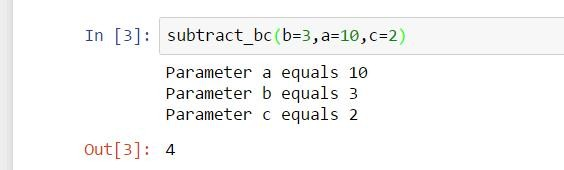 In [3]: subtract_bc(b=3,a=10,c=2)
Parameter a equals 10
Parameter b equals 3
Parameter c equals 2
Out[3]: 4